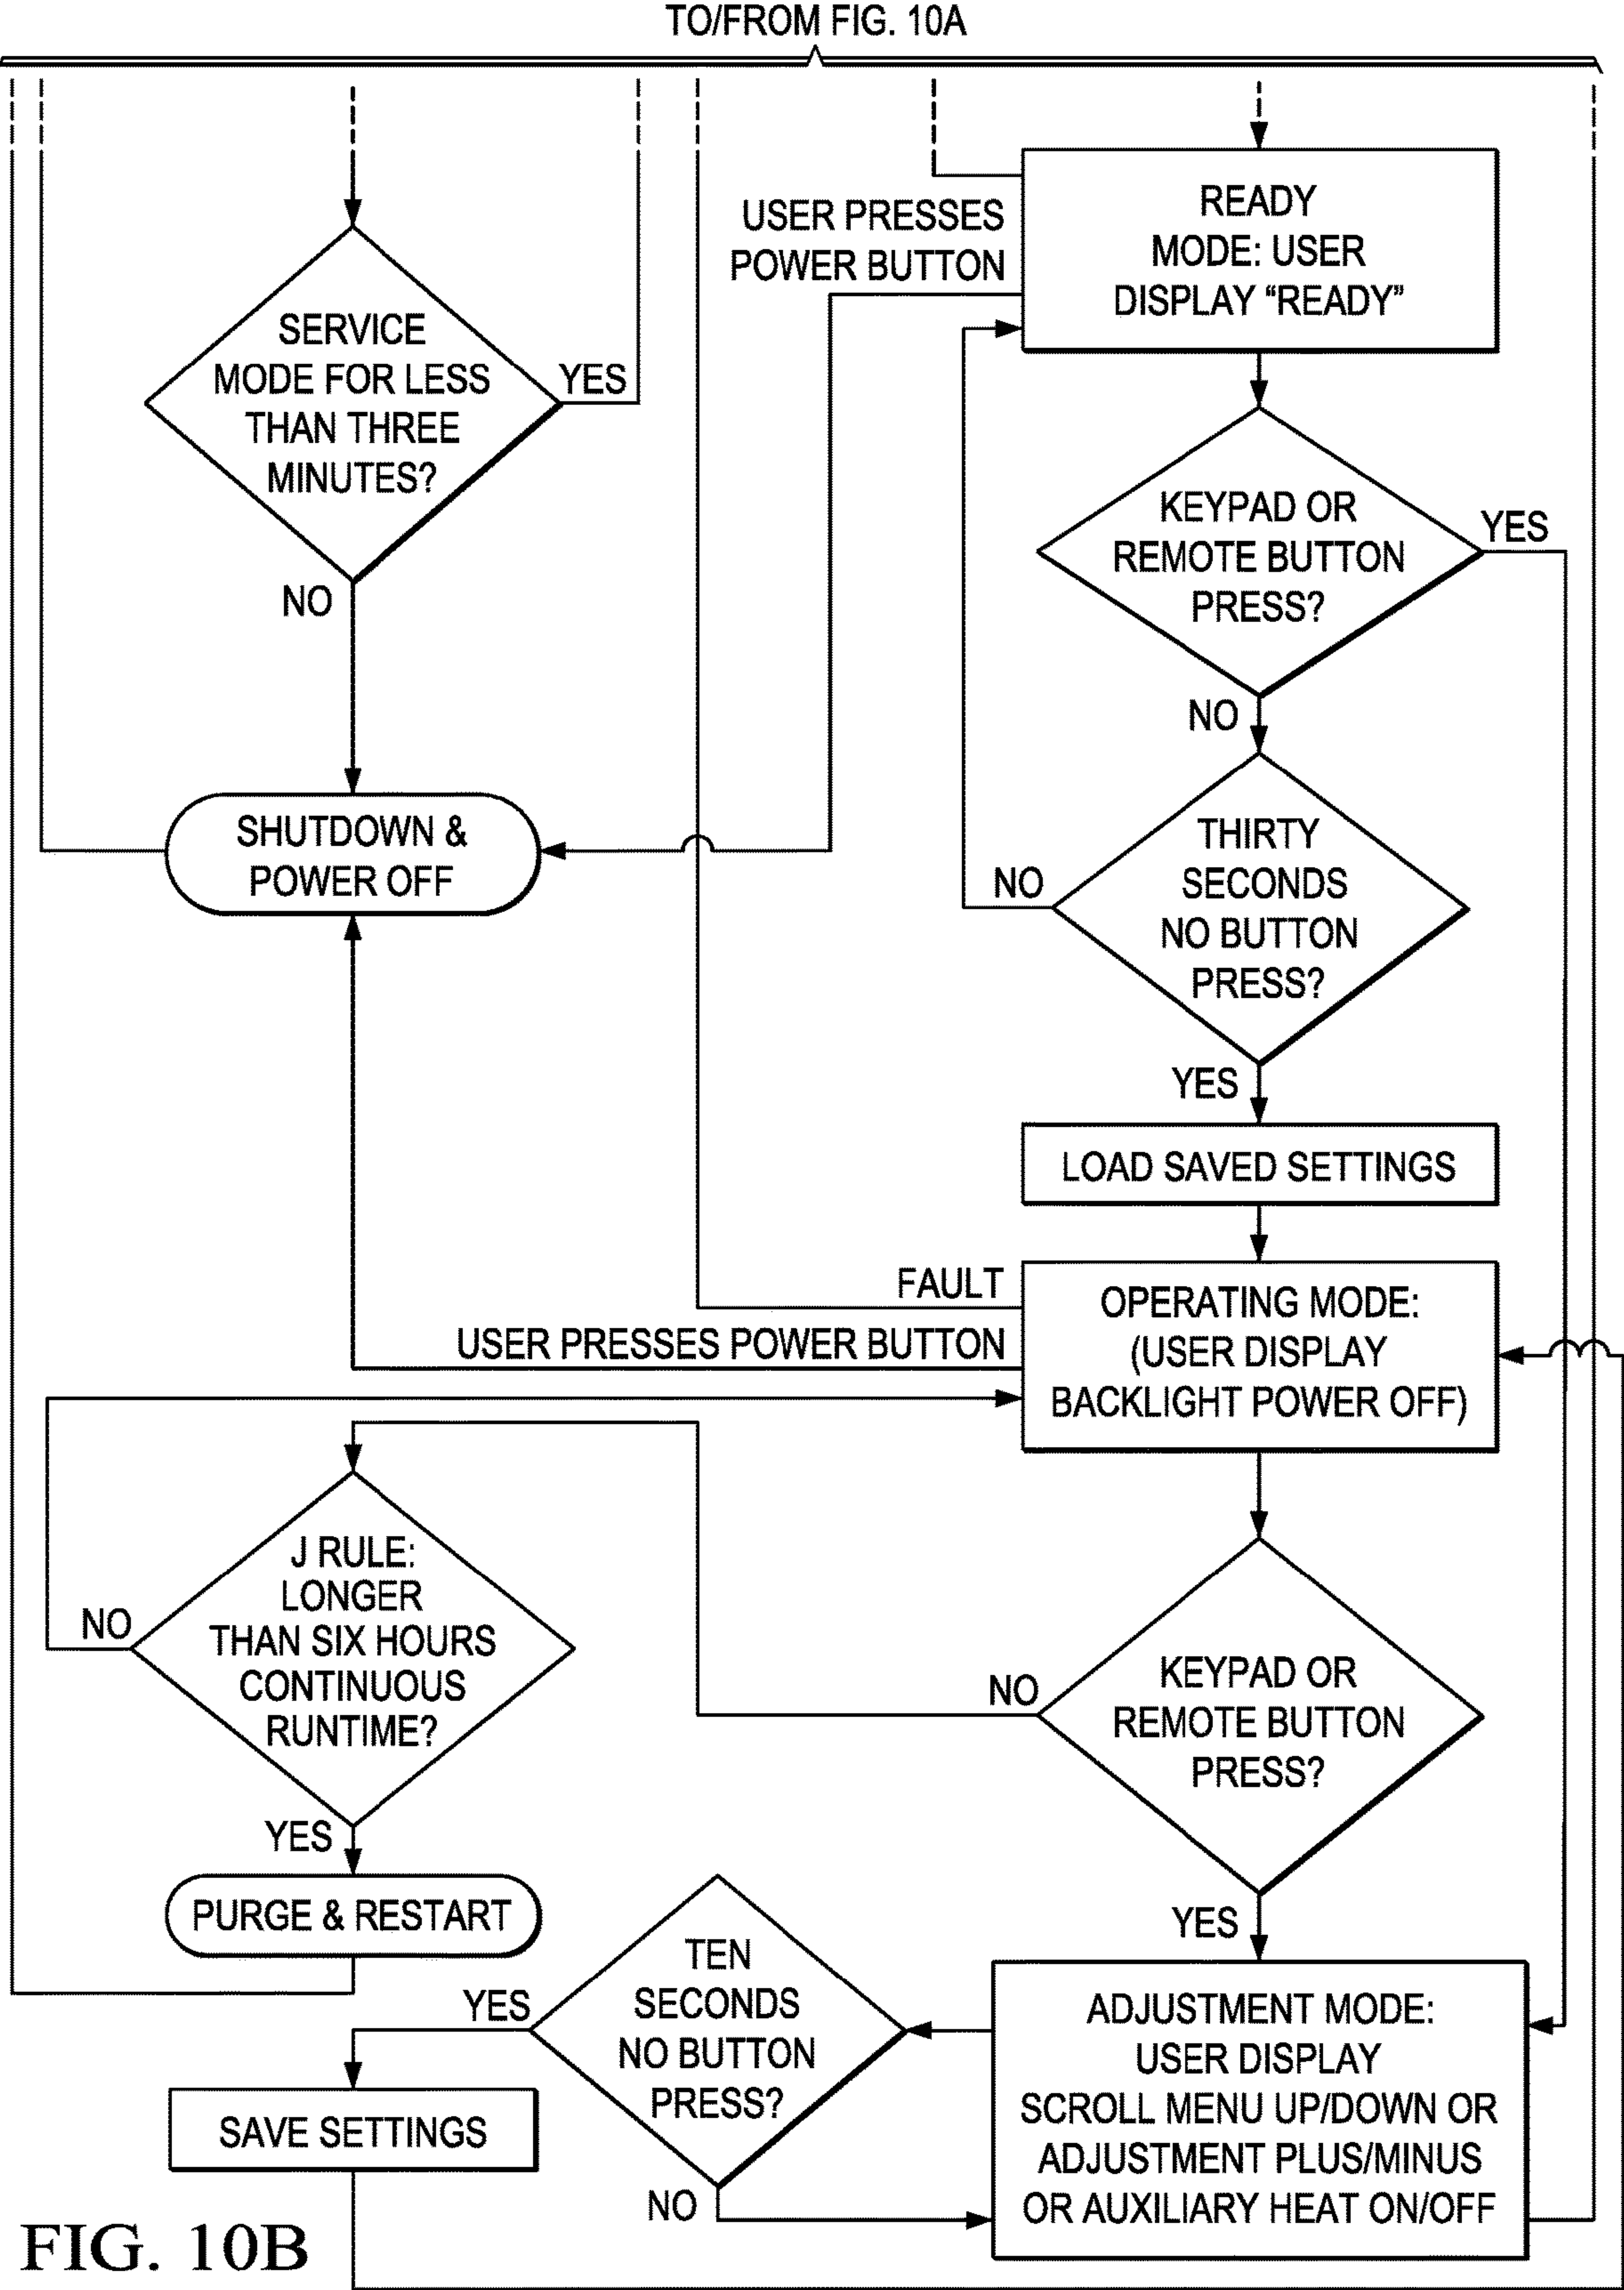 TO/FROM FIG. 10A
READY
MODE: USER
DISPLAY “READY”
USER PRESSES
POWER BUTTON
SERVICE
MODE FOR LESS
THAN THREE
MINUTES?
YES
NO
KEYPAD OR
REMOTE BUTTON
PRESS?
YES
NO
SHUTDOWN &
POWER OFF
THIRTY
SECONDS
NO BUTTON
PRESS?
NO
YES
LOAD SAVED SETTINGS
FAULT
USER PRESSES POWER BUTTON
OPERATING MODE:
(USER DISPLAY
BACKLIGHT POWER OFF)
J RULE:
LONGER
THAN SIX HOURS
CONTINUOUS
RUNTIME?
NO
YES
KEYPAD OR
REMOTE BUTTON
PRESS?
NO
YES
PURGE & RESTART
TEN
SECONDS
NO BUTTON
PRESS?
YES
NO
ADJUSTMENT MODE:
USER DISPLAY
SCROLL MENU UP/DOWN OR
ADJUSTMENT PLUS/MINUS
OR AUXILIARY HEAT ON/OFF
SAVE SETTINGS
FIG. 10B